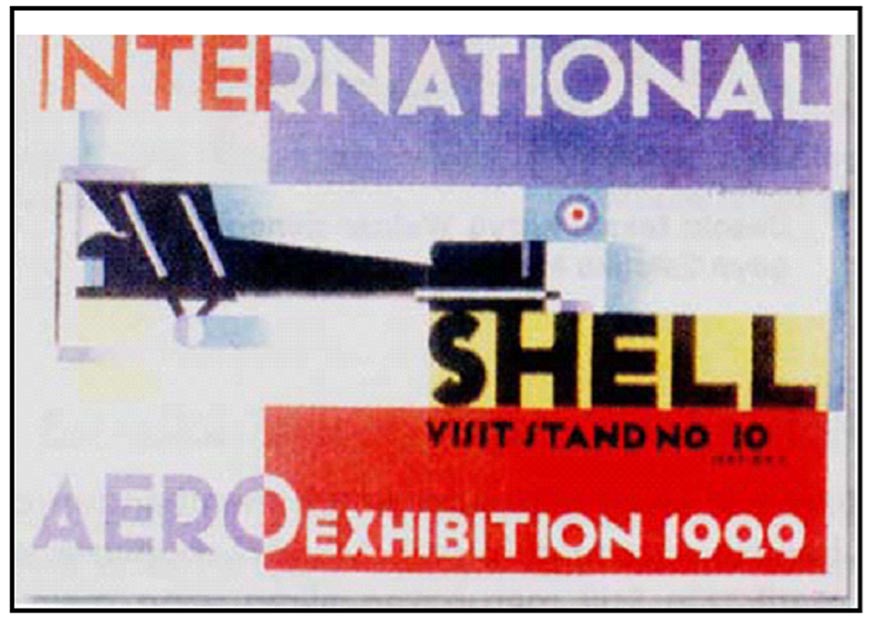 INTERNATIONAL
SHELL
VISIT STAND NO 10
AERO EXHIBITION 1929